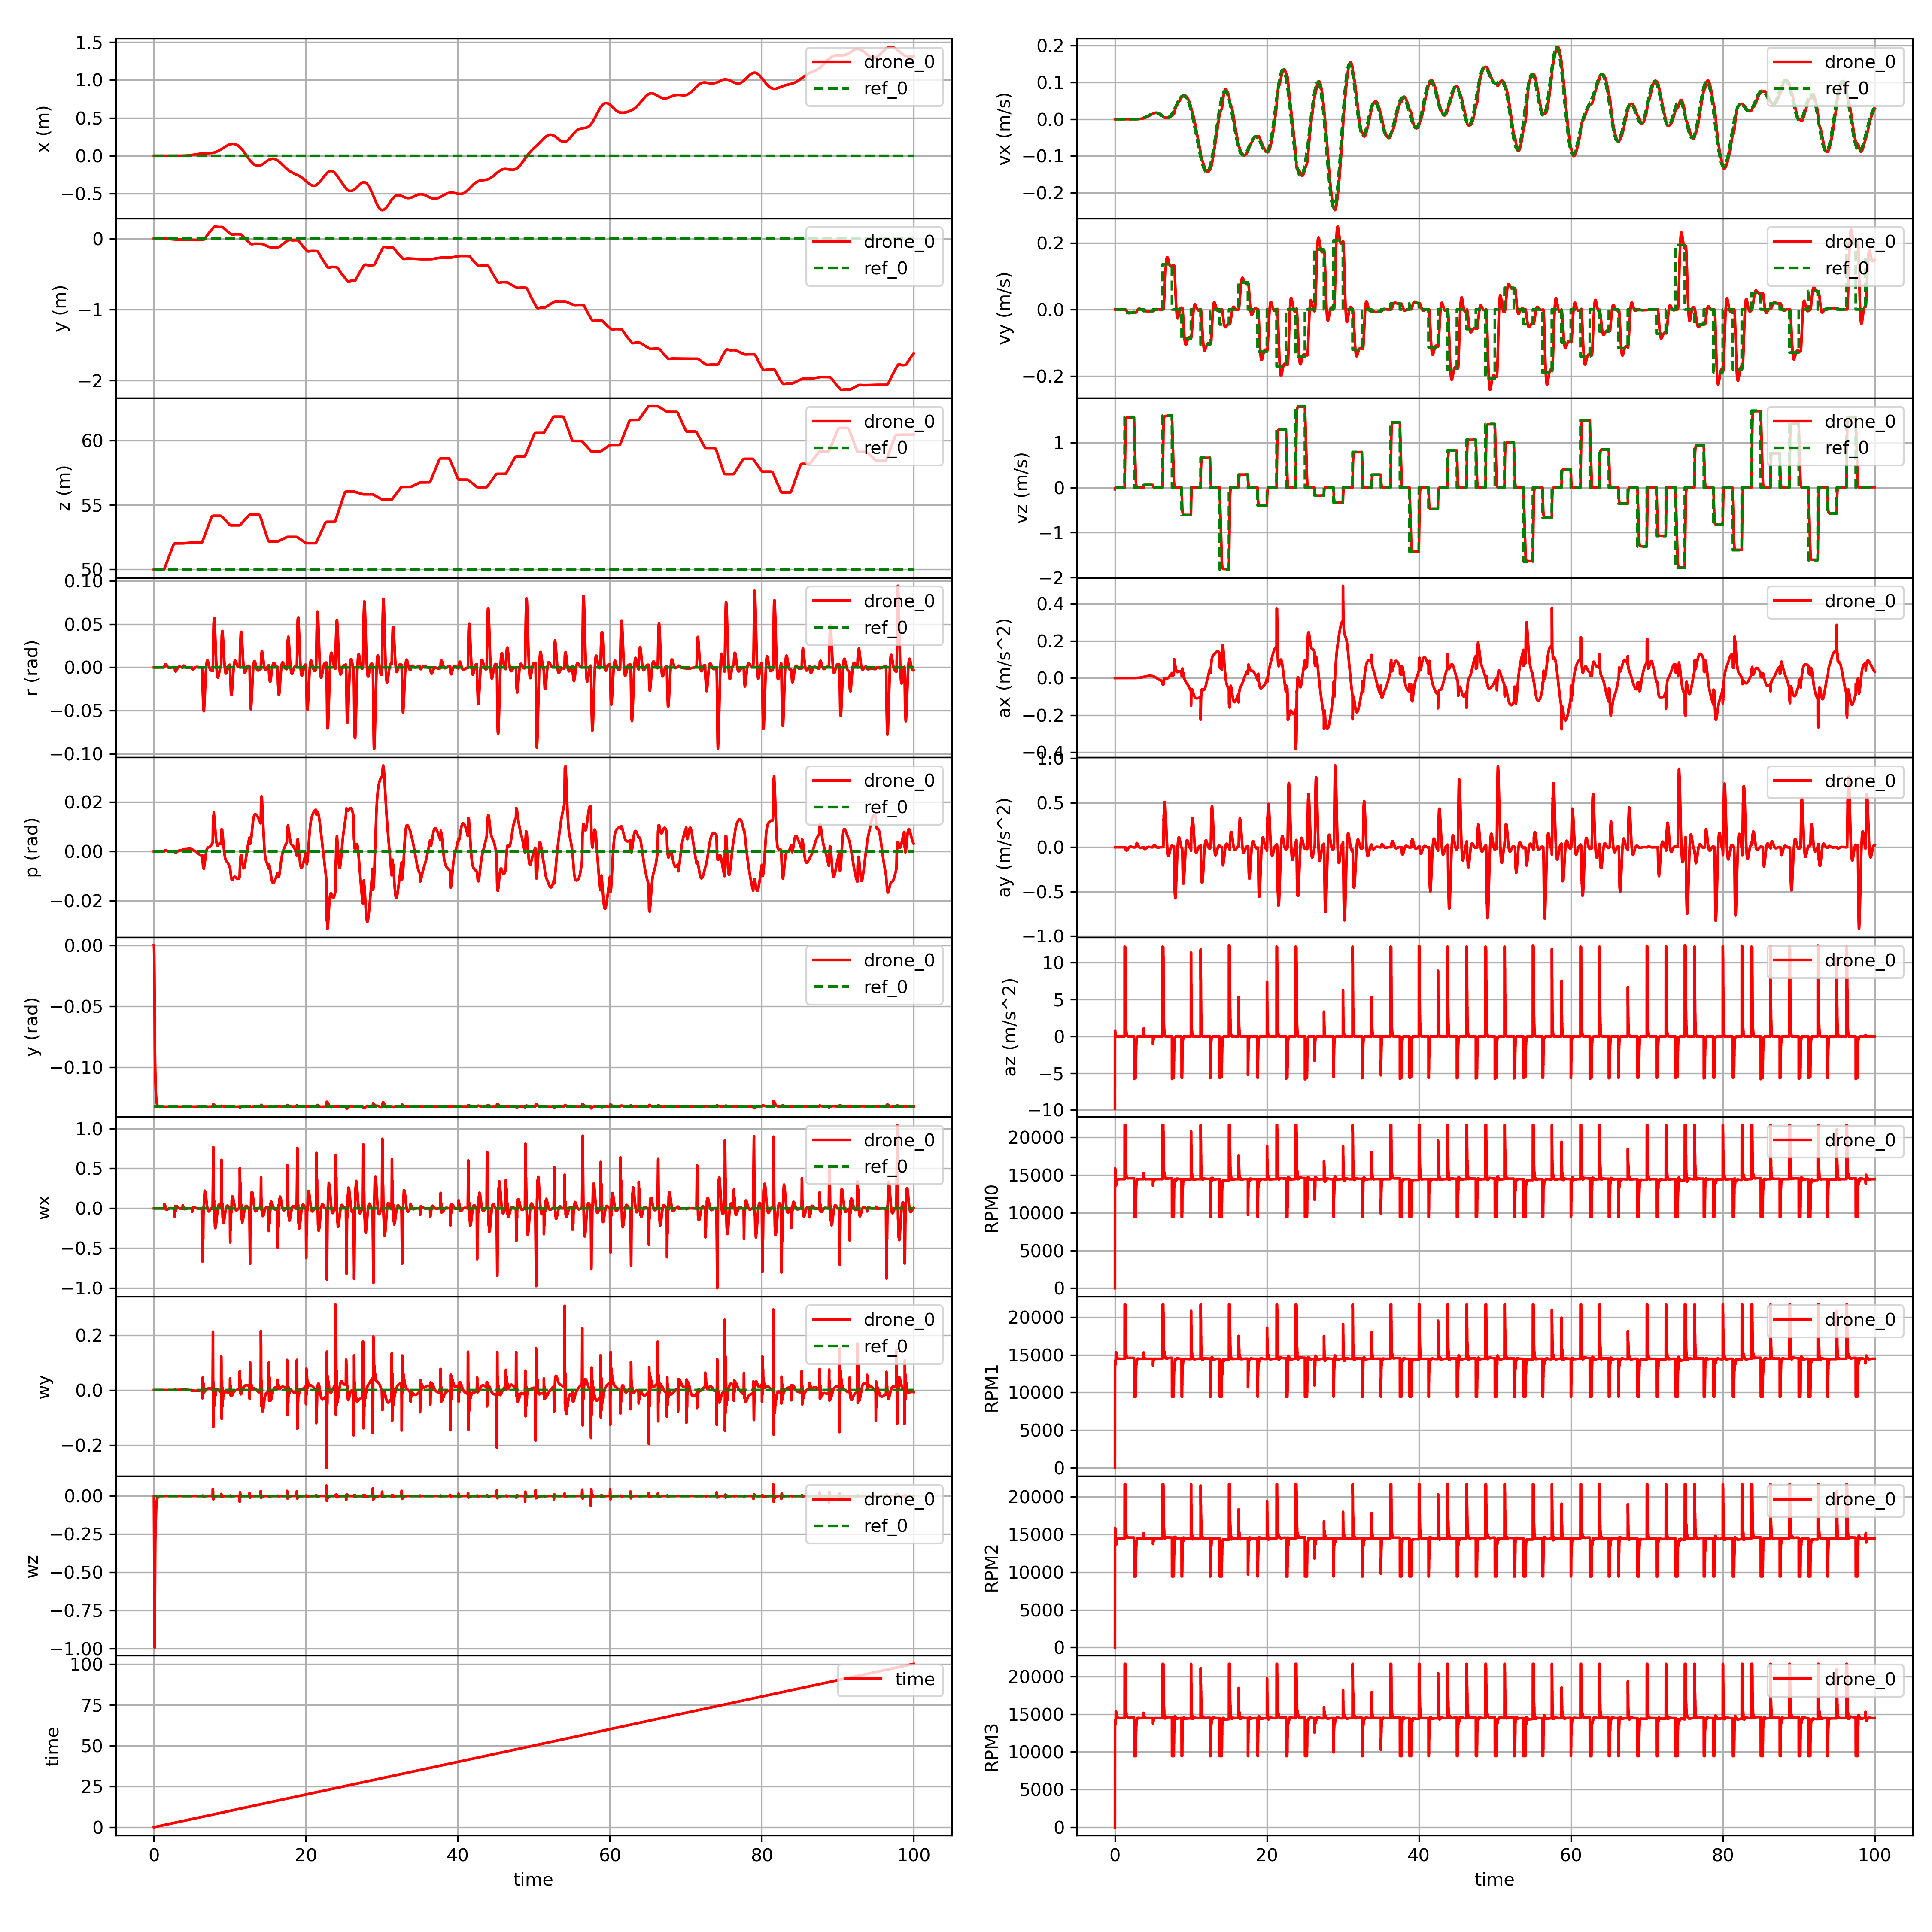 1.5
1.0
0.5
0.0
−0.5
x (m)
drone_0
ref_0
0
−1
−2
y (m)
drone_0
ref_0
60
55
50
z (m)
drone_0
ref_0
0.10
0.05
0.00
−0.05
−0.10
r (rad)
drone_0
ref_0
0.02
0.00
−0.02
p (rad)
drone_0
ref_0
0.00
−0.05
−0.10
y (rad)
drone_0
ref_0
1.0
0.5
0.0
−0.5
−1.0
wx
drone_0
ref_0
0.2
0.0
−0.2
wy
drone_0
ref_0
0.00
−0.25
−0.50
−0.75
−1.00
wz
drone_0
ref_0
100
75
50
25
0
time
time
0 20 40 60 80 100
time
0.2
0.1
0.0
−0.1
−0.2
vx (m/s)
drone_0
ref_0
0.2
0.0
−0.2
vy (m/s)
drone_0
ref_0
1
0
−1
−2
vz (m/s)
drone_0
ref_0
0.4
0.2
0.0
−0.2
−0.4
ax (m/s^2)
drone_0
1.0
0.5
0.0
−0.5
−1.0
ay (m/s^2)
drone_0
10
5
0
−5
−10
az (m/s^2)
drone_0
20000
15000
10000
5000
0
RPM0
drone_0
20000
15000
10000
5000
0
RPM1
drone_0
20000
15000
10000
5000
0
RPM2
drone_0
20000
15000
10000
5000
0
RPM3
drone_0
0 20 40 60 80 100
time